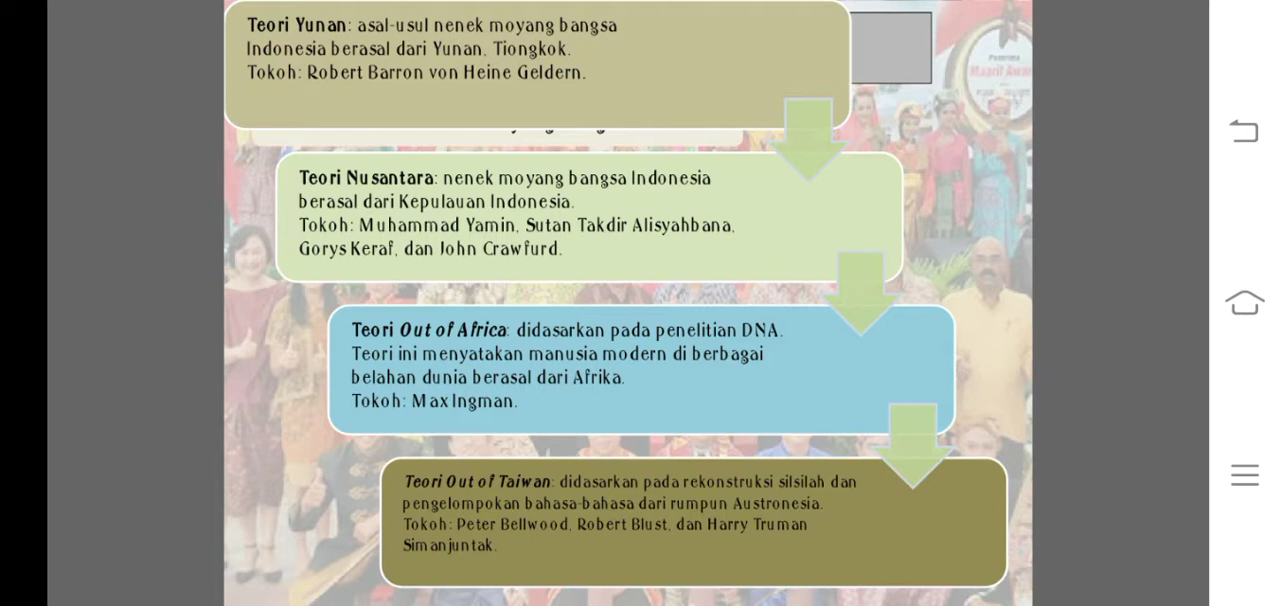 Teori Yunan: asal-usul nenek moyang bangsa
Indonesia berasal dari Yunan, Tiongkok.
Tokoh: Robert Barron von Heine Geldern.
Teori Nusantara: nenek moyang bangsa Indonesia
berasal dari Kepulauan Indonesia.
Tokoh: Muhammad Yamin, Sutan Takdir Alisyahbana,
Gorys Keraf, dan John Crawfurd.
Teori Out of Africa: didasarkan pada penelitian DNA.
Teori ini menyatakan manusia modern di berbagai
belahan dunia berasal dari Afrika.
Tokoh: Max Ingman.
Teori Out of Taiwan: didasarkan pada rekonstruksi silsilah dan
pengelompokan bahasa-bahasa dari rumpun Austronesia.
Tokoh: Peter Bellwood, Robert Blust, dan Harry Truman
Simanjuntak.